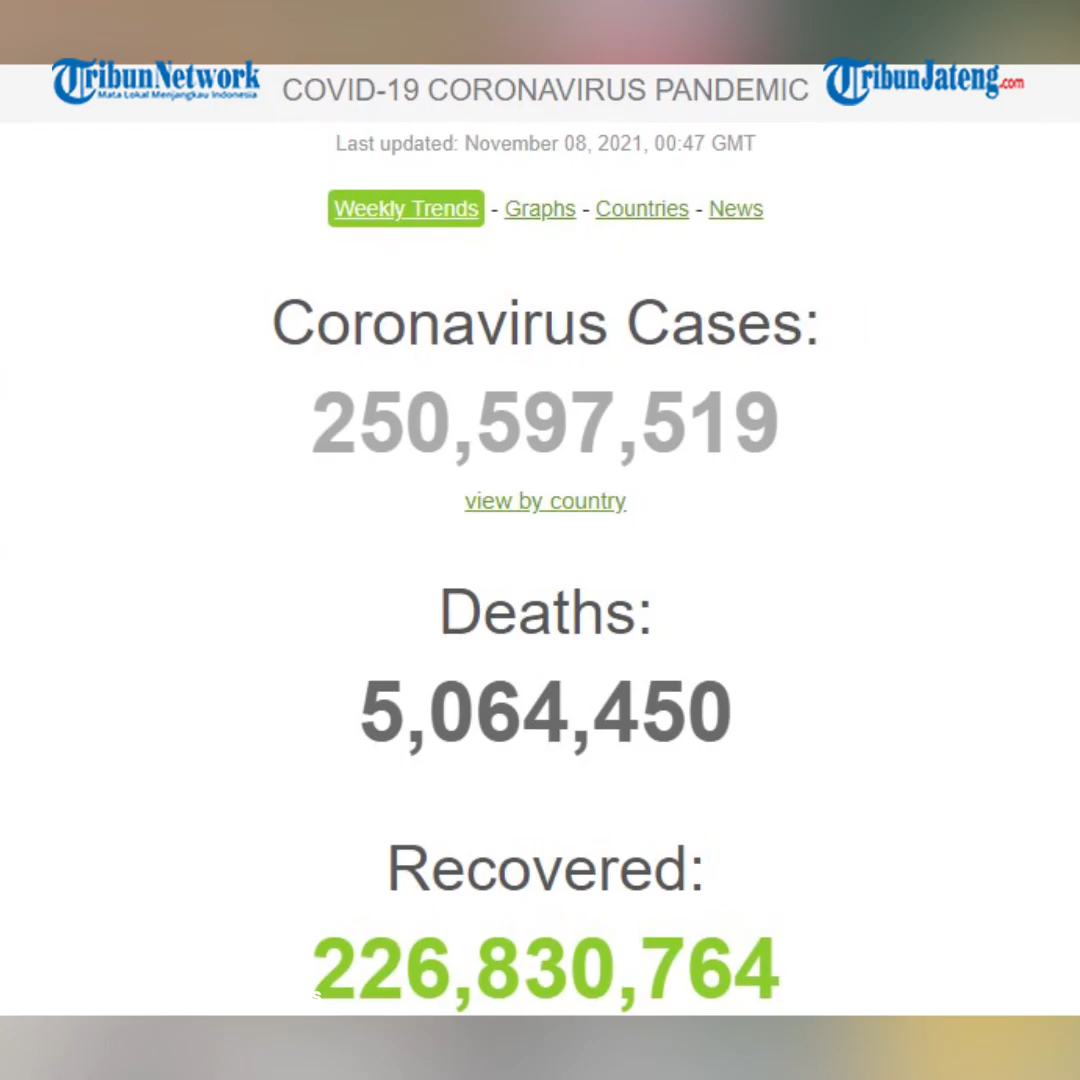 TribunNetwork
Mata Lokal Menjangkau Indonesia
COVID-19 CORONAVIRUS PANDEMIC
TribunJateng.com
Last updated: November 08, 2021, 00:47 GMT
Weekly Trends - Graphs - Countries - News
Coronavirus Cases:
250,597,519
view by country
Deaths:
5,064,450
Recovered:
226,830,764
s